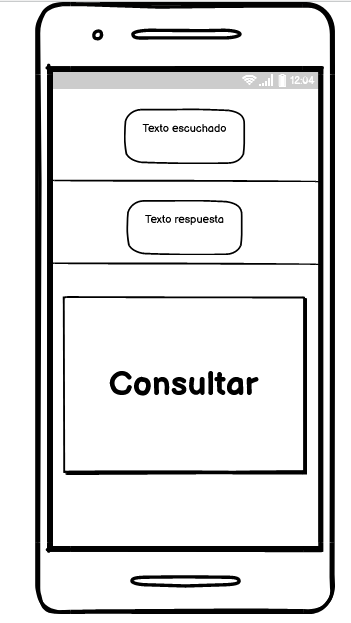 12:04
Texto escuchado
Texto respuesta
Consultar